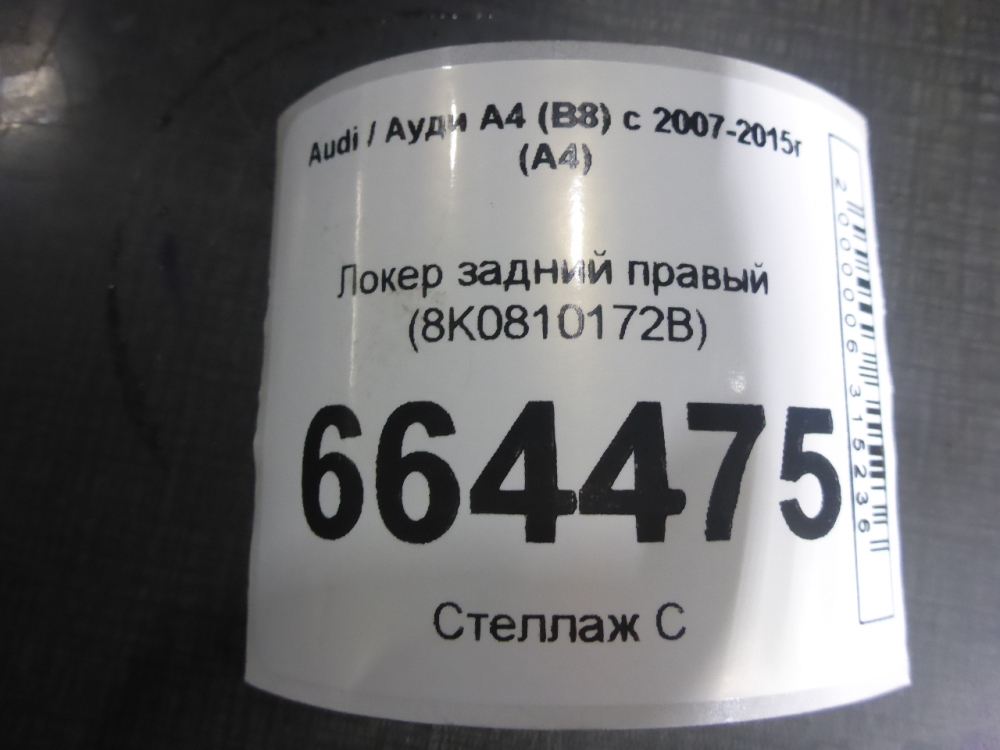 Audi / Ауди A4 (B8) с 2007-2015г
(A4)
Локер задний правый
(8K0810172B)
664475
Стеллаж С
2000006315236